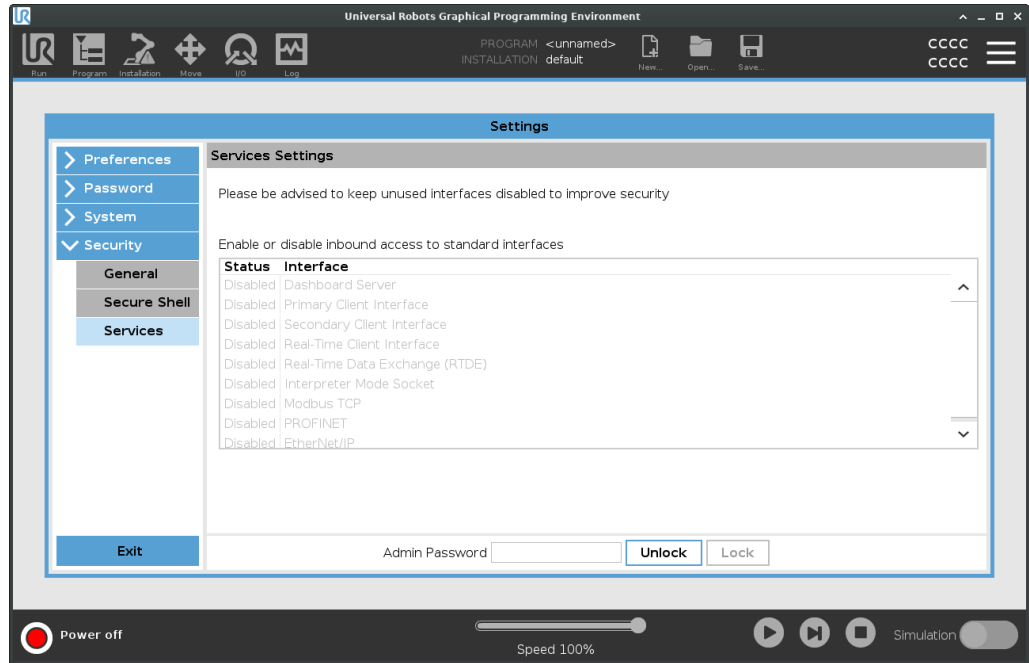 Universal Robots Graphical Programming Environment
UR
Run
Program
Installation
Move
I/O
Log
PROGRAM <unnamed>
INSTALLATION default
New...
Open...
Save...
CCCC
CCCC
Settings
Preferences
Password
System
Security
General
Secure Shell
Services
Exit
Services Settings
Please be advised to keep unused interfaces disabled to improve security
Enable or disable inbound access to standard interfaces
Status Interface
Disabled Dashboard Server
Disabled Primary Client Interface
Disabled Secondary Client Interface
Disabled Real-Time Client Interface
Disabled Real-Time Data Exchange (RTDE)
Disabled Interpreter Mode Socket
Disabled Modbus TCP
Disabled PROFINET
Disabled EtherNet/IP
Admin Password Unlock Lock
Power off
Speed 100%
Simulation